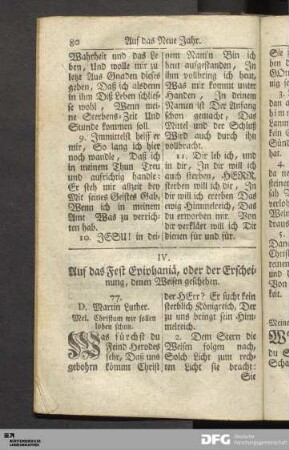 80 Auf das Neue Jahr.
Wahrheit und das Le
ben, Und wolle mir zu
letzt Aus Gnaden dieses
geben, Daß ich alsdenn
in ihm Dis Leben schließ
se wohl, Wenn mei
ne Sterbens-Zeit Und
Stunde kommen soll.
9. Immittelst helff er
mir, So lang ich hier
noch wandle, Daß ich
in meinem Thun Treu
und aufrichtig handle:
Er steh mir allzeit bey
Mit seines Geistes Gab,
Wenn ich in meinem
Amt Was zu verrich
ten hab.
10. JESU! in dei
nem Nam'n Bin ich
heut aufgestanden, In
ihm vollbring ich heut,
Was kommt unter
Handen, In deinem
Namen ist Der Anfang
schon gemacht, Das
Mittel und der Schluß
Wird auch durch ihn
vollbracht.
11. Dir leb ich, und
in dir, In dir will ich
auch sterben, HERR,
sterben will ich dir, In
dir will ich ererben Das
ewig Himmelreich, Das
du erworben mir. Von
dir verklärt will ich Dir
dienen für und für.
IV.
Auf das Fest Epiphaniä, oder der Erschei
nung, denen Weisen geschehen.
77.
D. Martin Luther.
Mel. Christum wir sollen
loben schon.
Was fürchst du
Feind Herodes
sehr, Daß uns
gebohrn kommt Christ
der HErr? Er sucht kein
sterblich Königreich, Der
zu uns bringt sein Him
melreich.
2. Dem Stern die
Weisen folgen nach,
Solch Licht zum rech
ten Licht sie bracht:
Sie
DFG
Deutsche
Forschungsgemeinschaft